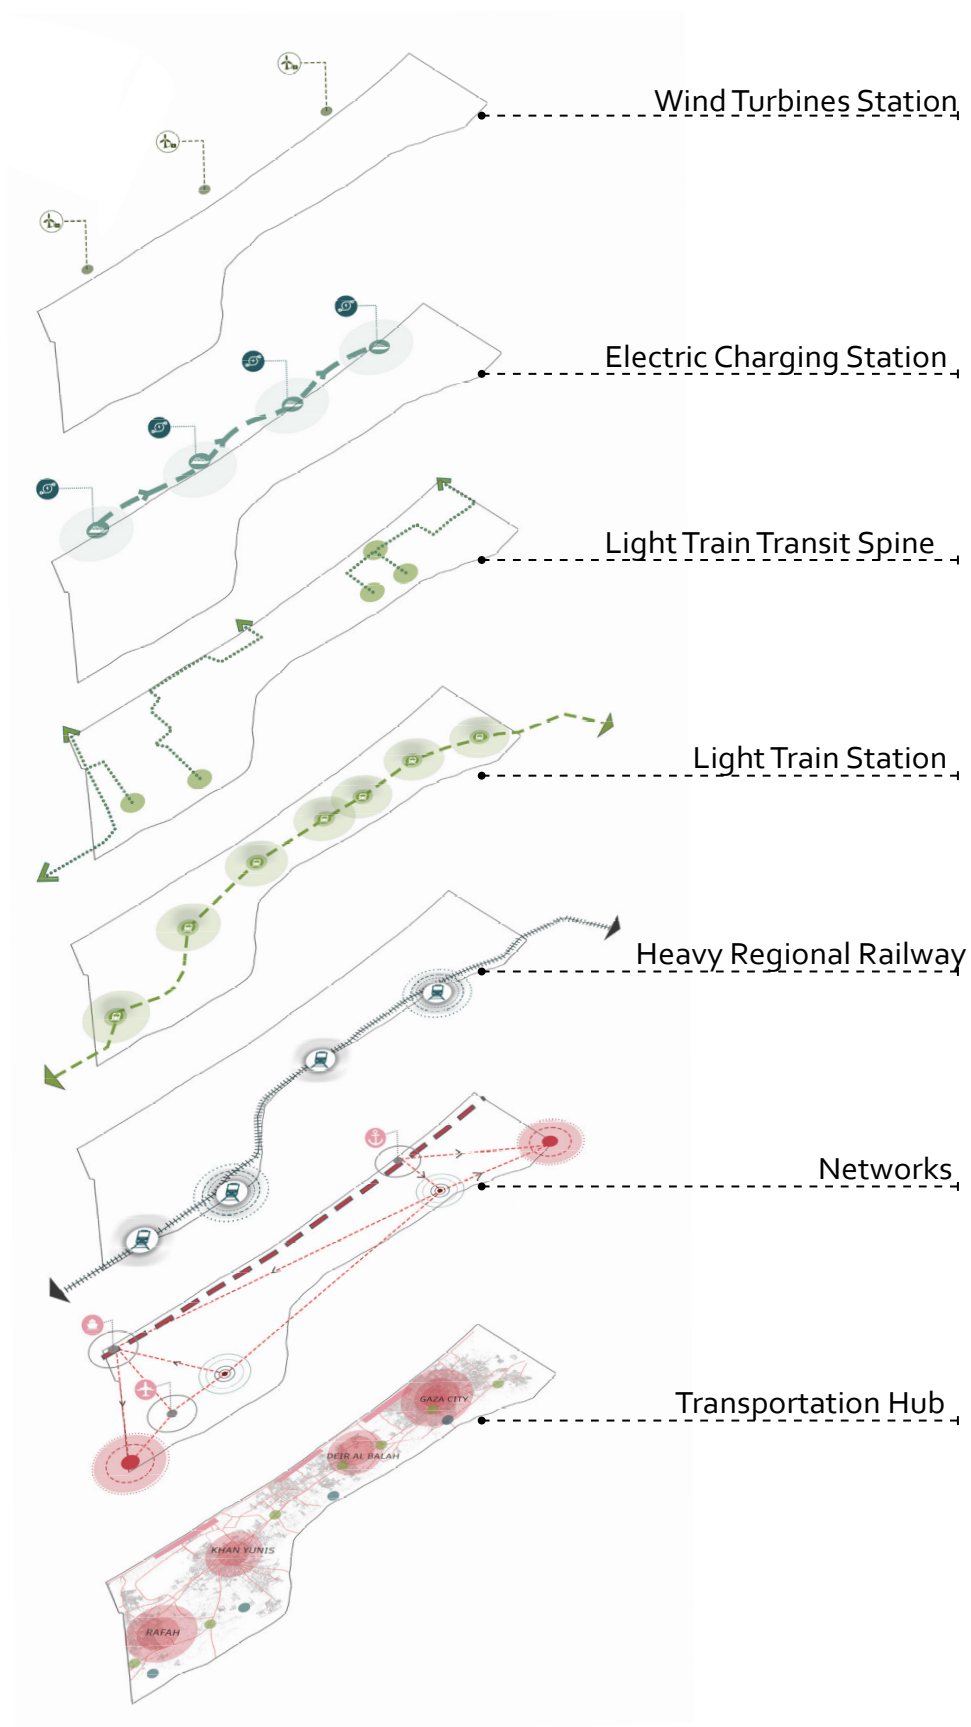 Wind Turbines Station
Electric Charging Station
Light Train Transit Spine
Light Train Station
Heavy Regional Railway
Networks
Transportation Hub
GAZA CITY
DEIR AL BALAH
KHAN YUNIS
RAFAH